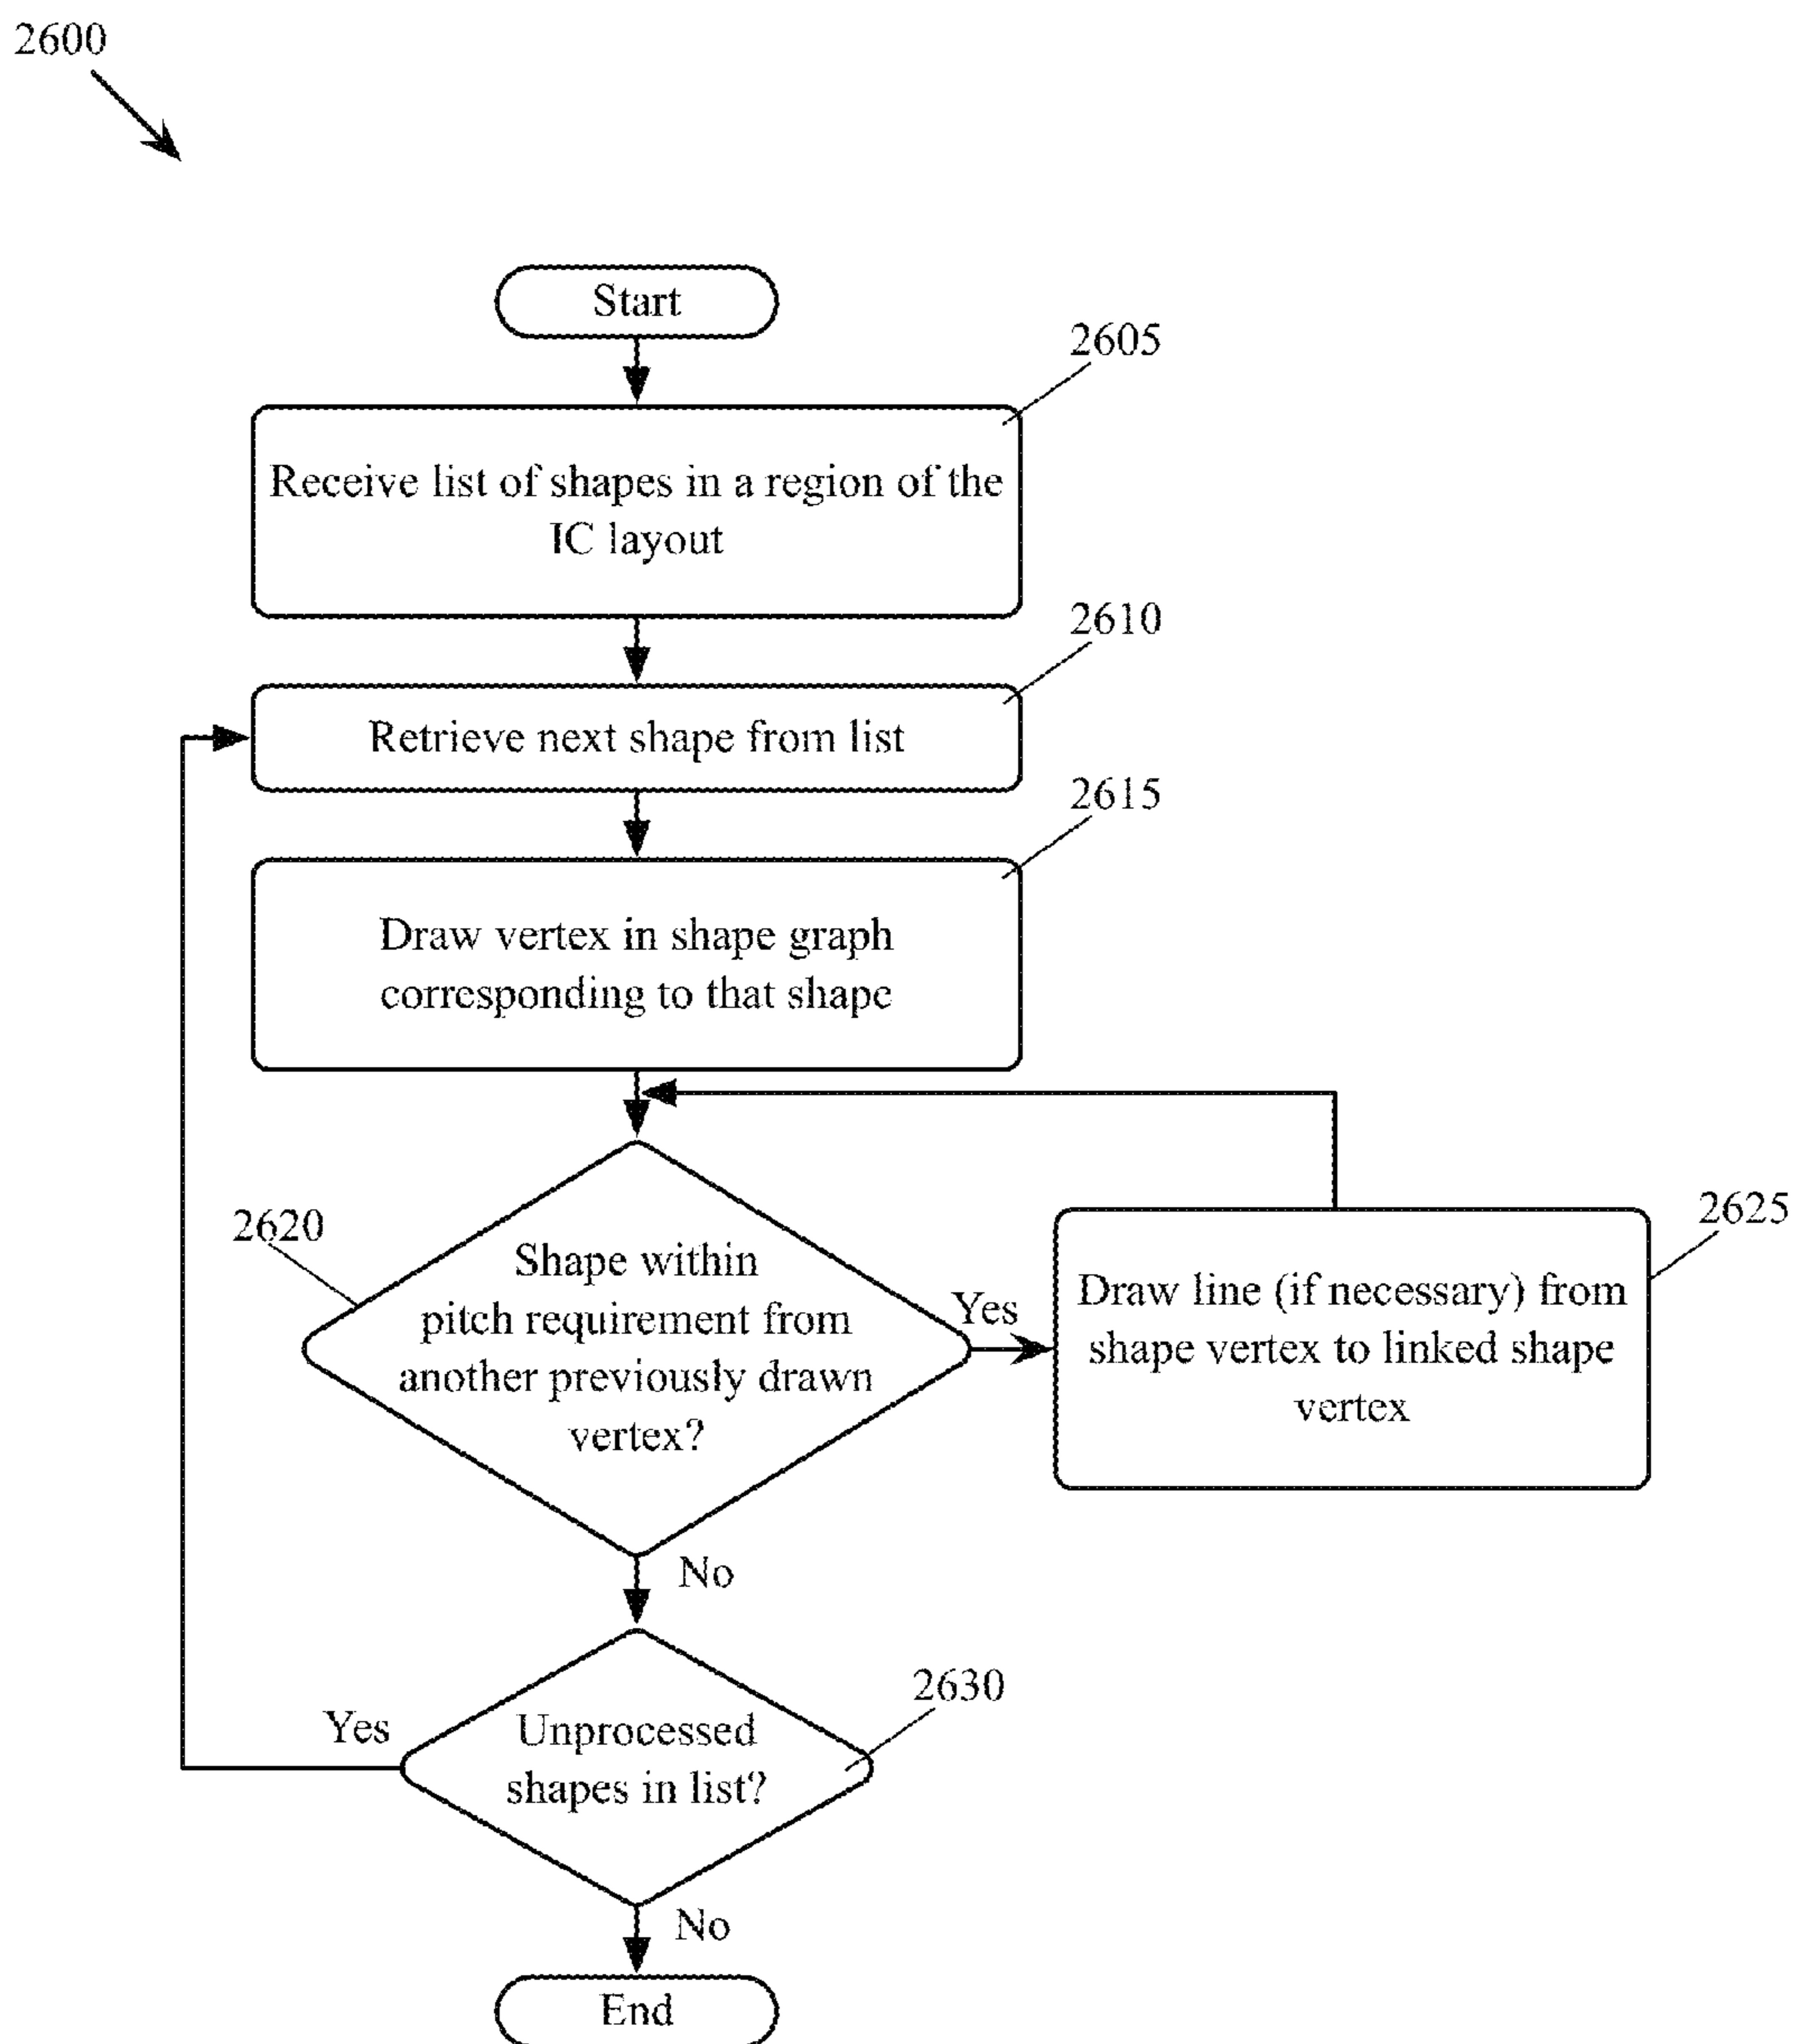 2600
Start
2605
Receive list of shapes in a region of the
IC layout
2610
Retrieve next shape from list
2615
Draw vertex in shape graph
corresponding to that shape
2620
Shape within
pitch requirement from
another previously drawn
vertex?
Yes
2625
Draw line (if necessary) from
shape vertex to linked shape
vertex
No
2630
Yes
Unprocessed
shapes in list?
No
End